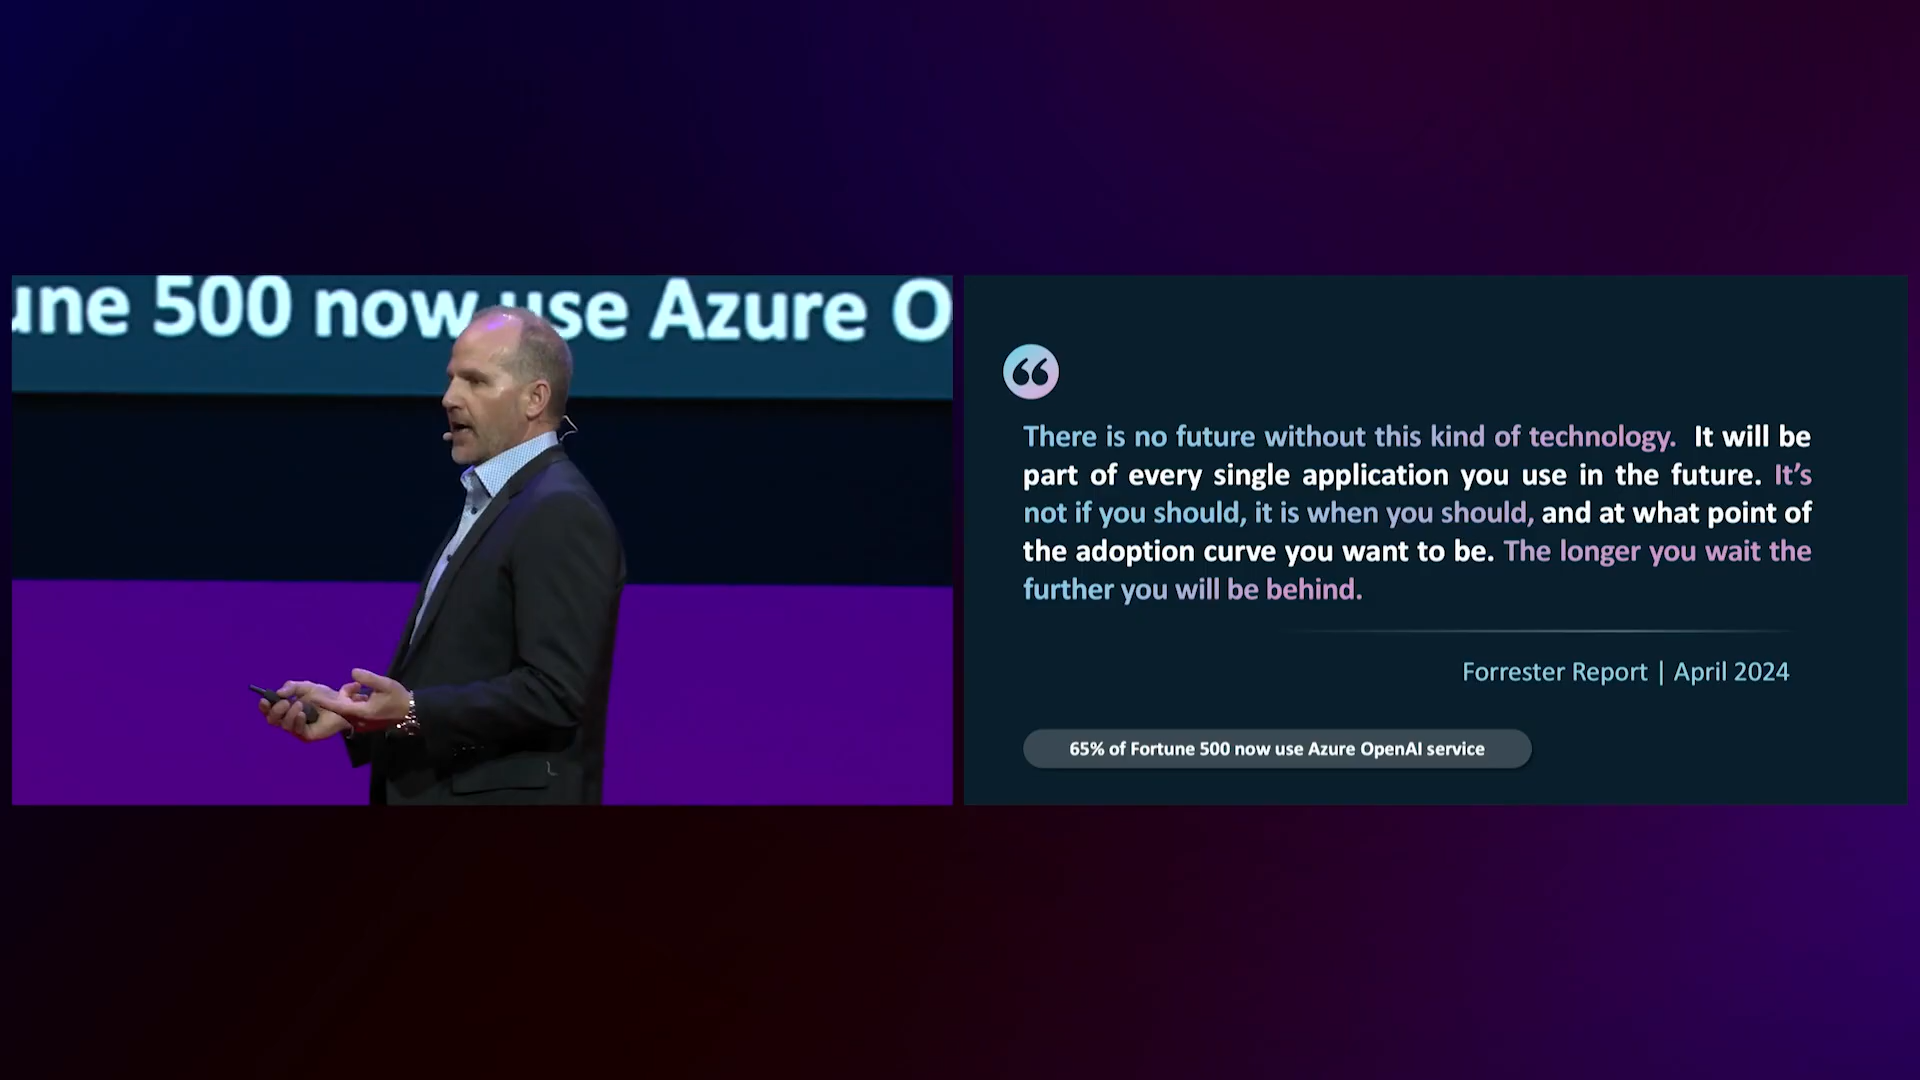 une 500 now use Azure O
There is no future without this kind of technology. It will be
part of every single application you use in the future. It’s
not if you should, it is when you should, and at what point of
the adoption curve you want to be. The longer you wait the
further you will be behind.
Forrester Report | April 2024
65% of Fortune 500 now use Azure OpenAI service